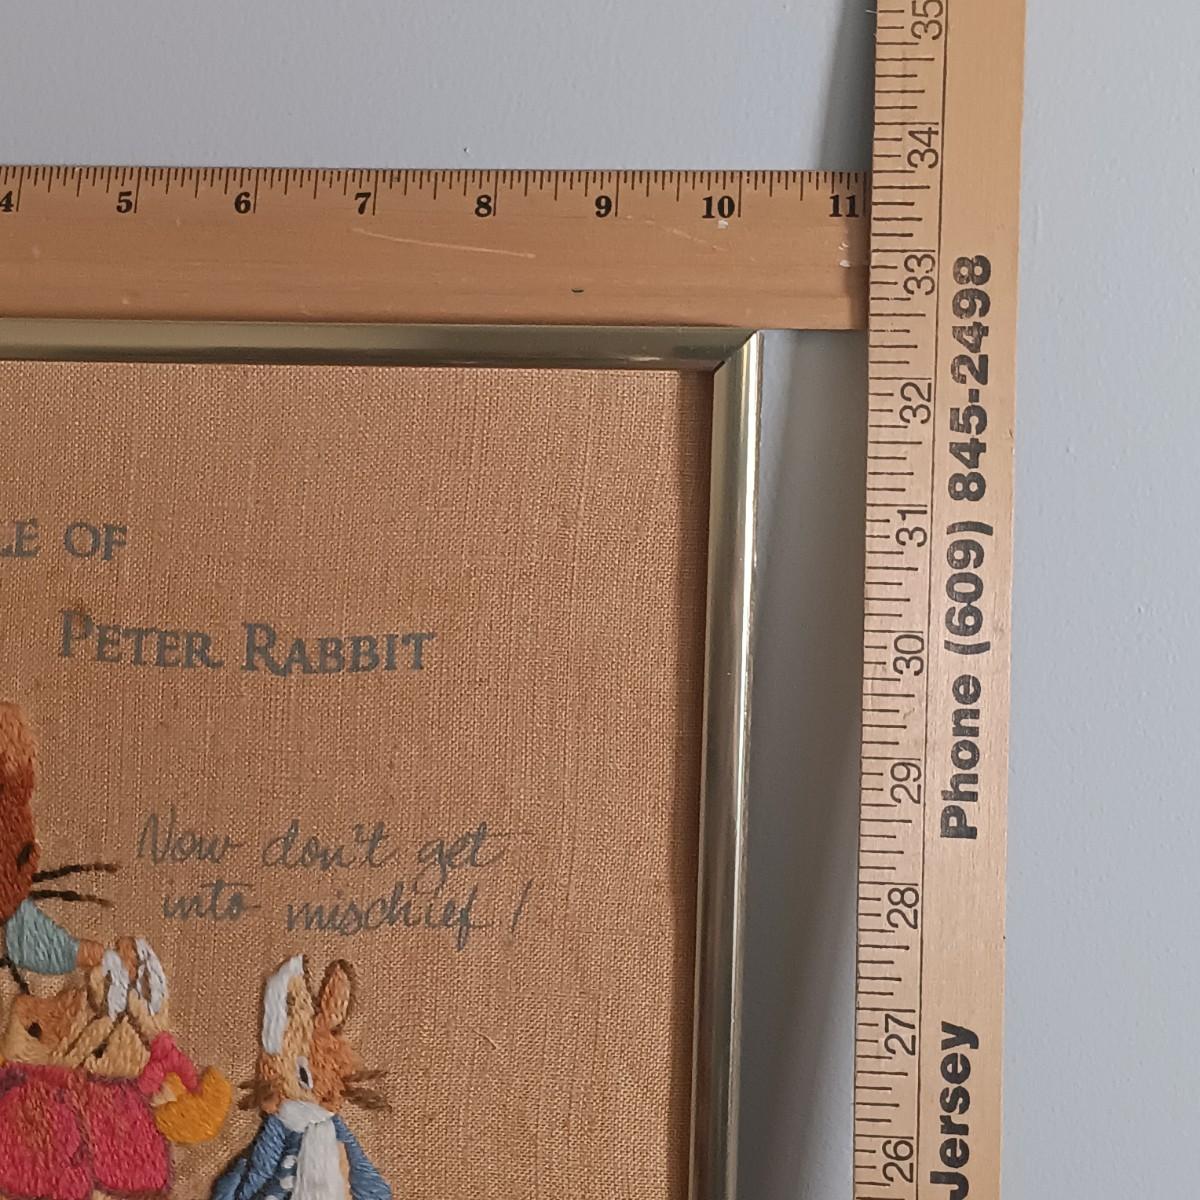 4 5 6 7 8 9 10 11
35
34
33
32
31
30
29
28
27
26
Phone (609) 845-2498
Jersey
LE OF
PETER RABBIT
Now don't get
into mischief!